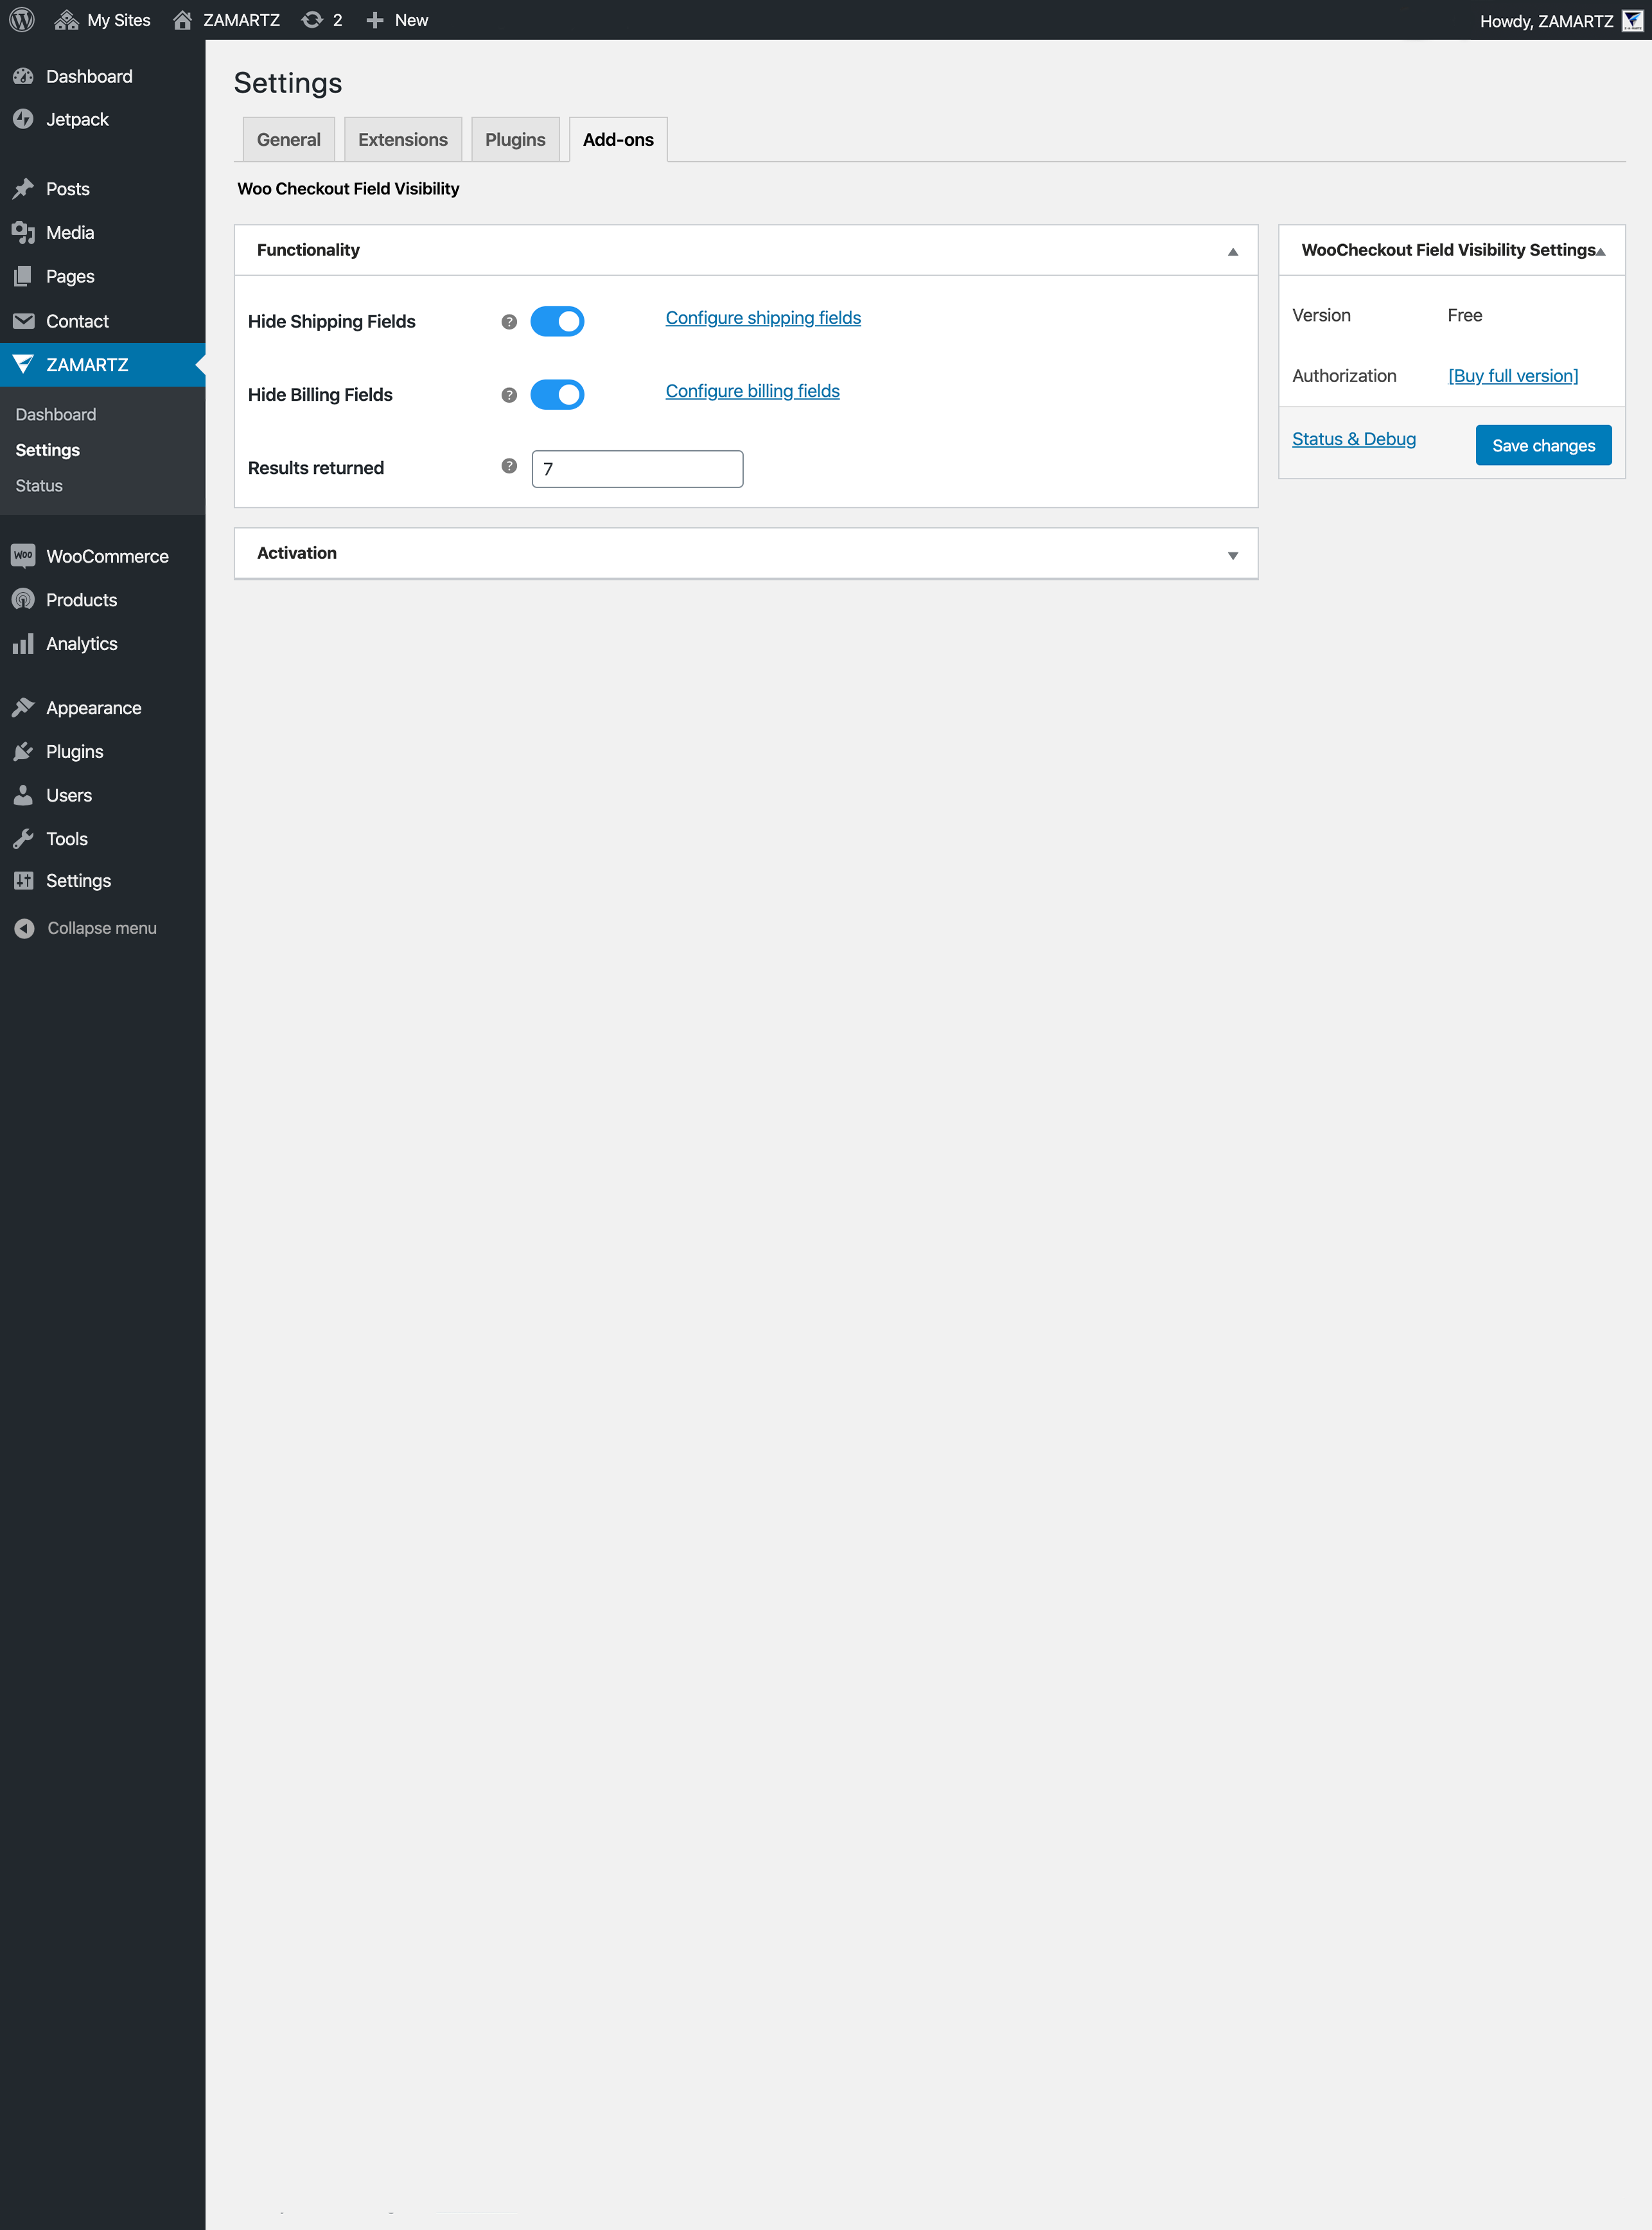 My Sites ZAMARTZ 2 New Howdy, ZAMARTZ
Dashboard
Jetpack
Posts
Media
Pages
Contact
ZAMARTZ
Dashboard
Settings
Status
WOO WooCommerce
Products
Analytics
Appearance
Plugins
Users
Tools
Settings
Collapse menu
Settings
General Extensions Plugins Add-ons
Woo Checkout Field Visibility
Functionality
Hide Shipping Fields ? Configure shipping fields
Hide Billing Fields ? Configure billing fields
Results returned ? 7
Activation
WooCheckout Field Visibility Settings
Version Free
Authorization [Buy full version]
Status & Debug Save changes